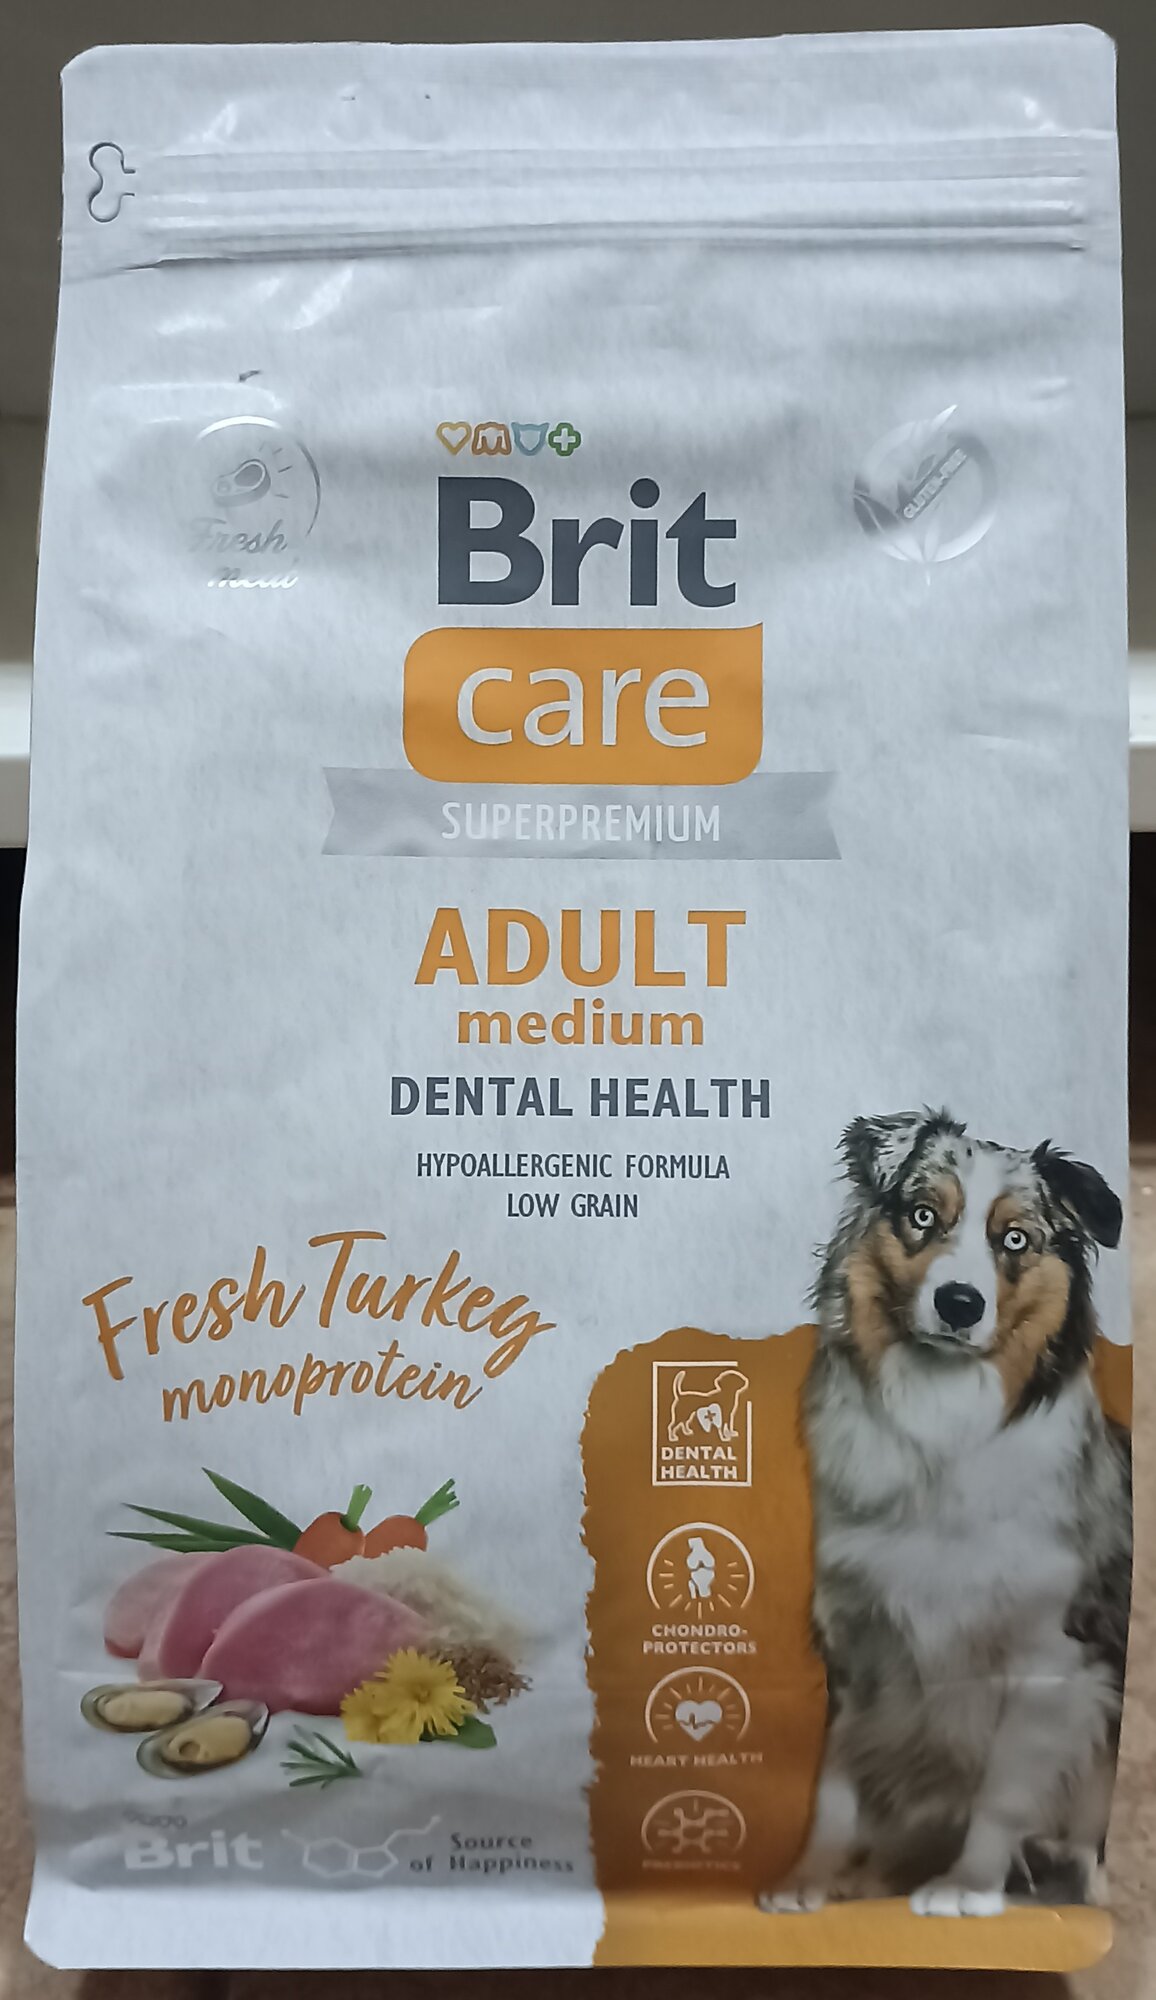 Fresh
meat
GLUTEN-FREE
Brit
care
SUPERPREMIUM
ADULT
medium
DENTAL HEALTH
HYPOALLERGENIC FORMULA
LOW GRAIN
Fresh Turkey
monoprotein
DENTAL
HEALTH
CHONDRO-
PROTECTORS
HEART HEALTH
PREBIOTICS
Brit
Source
of Happiness